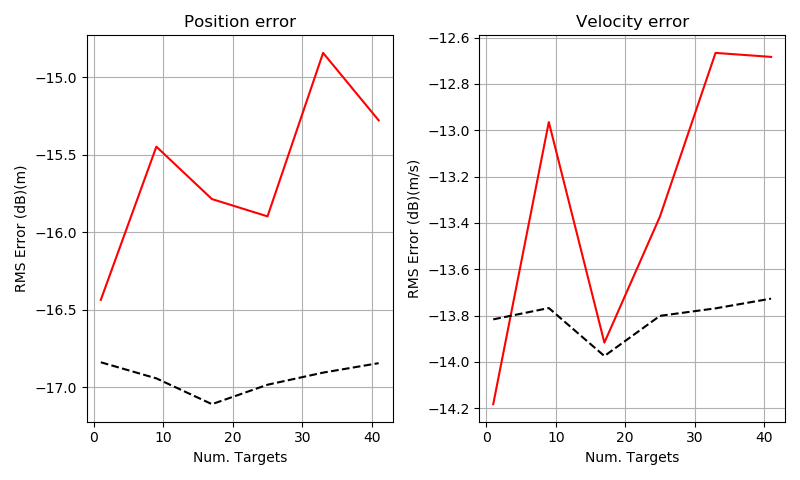 Position error
RMS Error (dB)(m)
−15.0
−15.5
−16.0
−16.5
−17.0
0 10 20 30 40
Num. Targets
Velocity error
RMS Error (dB)(m/s)
−12.6
−12.8
−13.0
−13.2
−13.4
−13.6
−13.8
−14.0
−14.2
0 10 20 30 40
Num. Targets